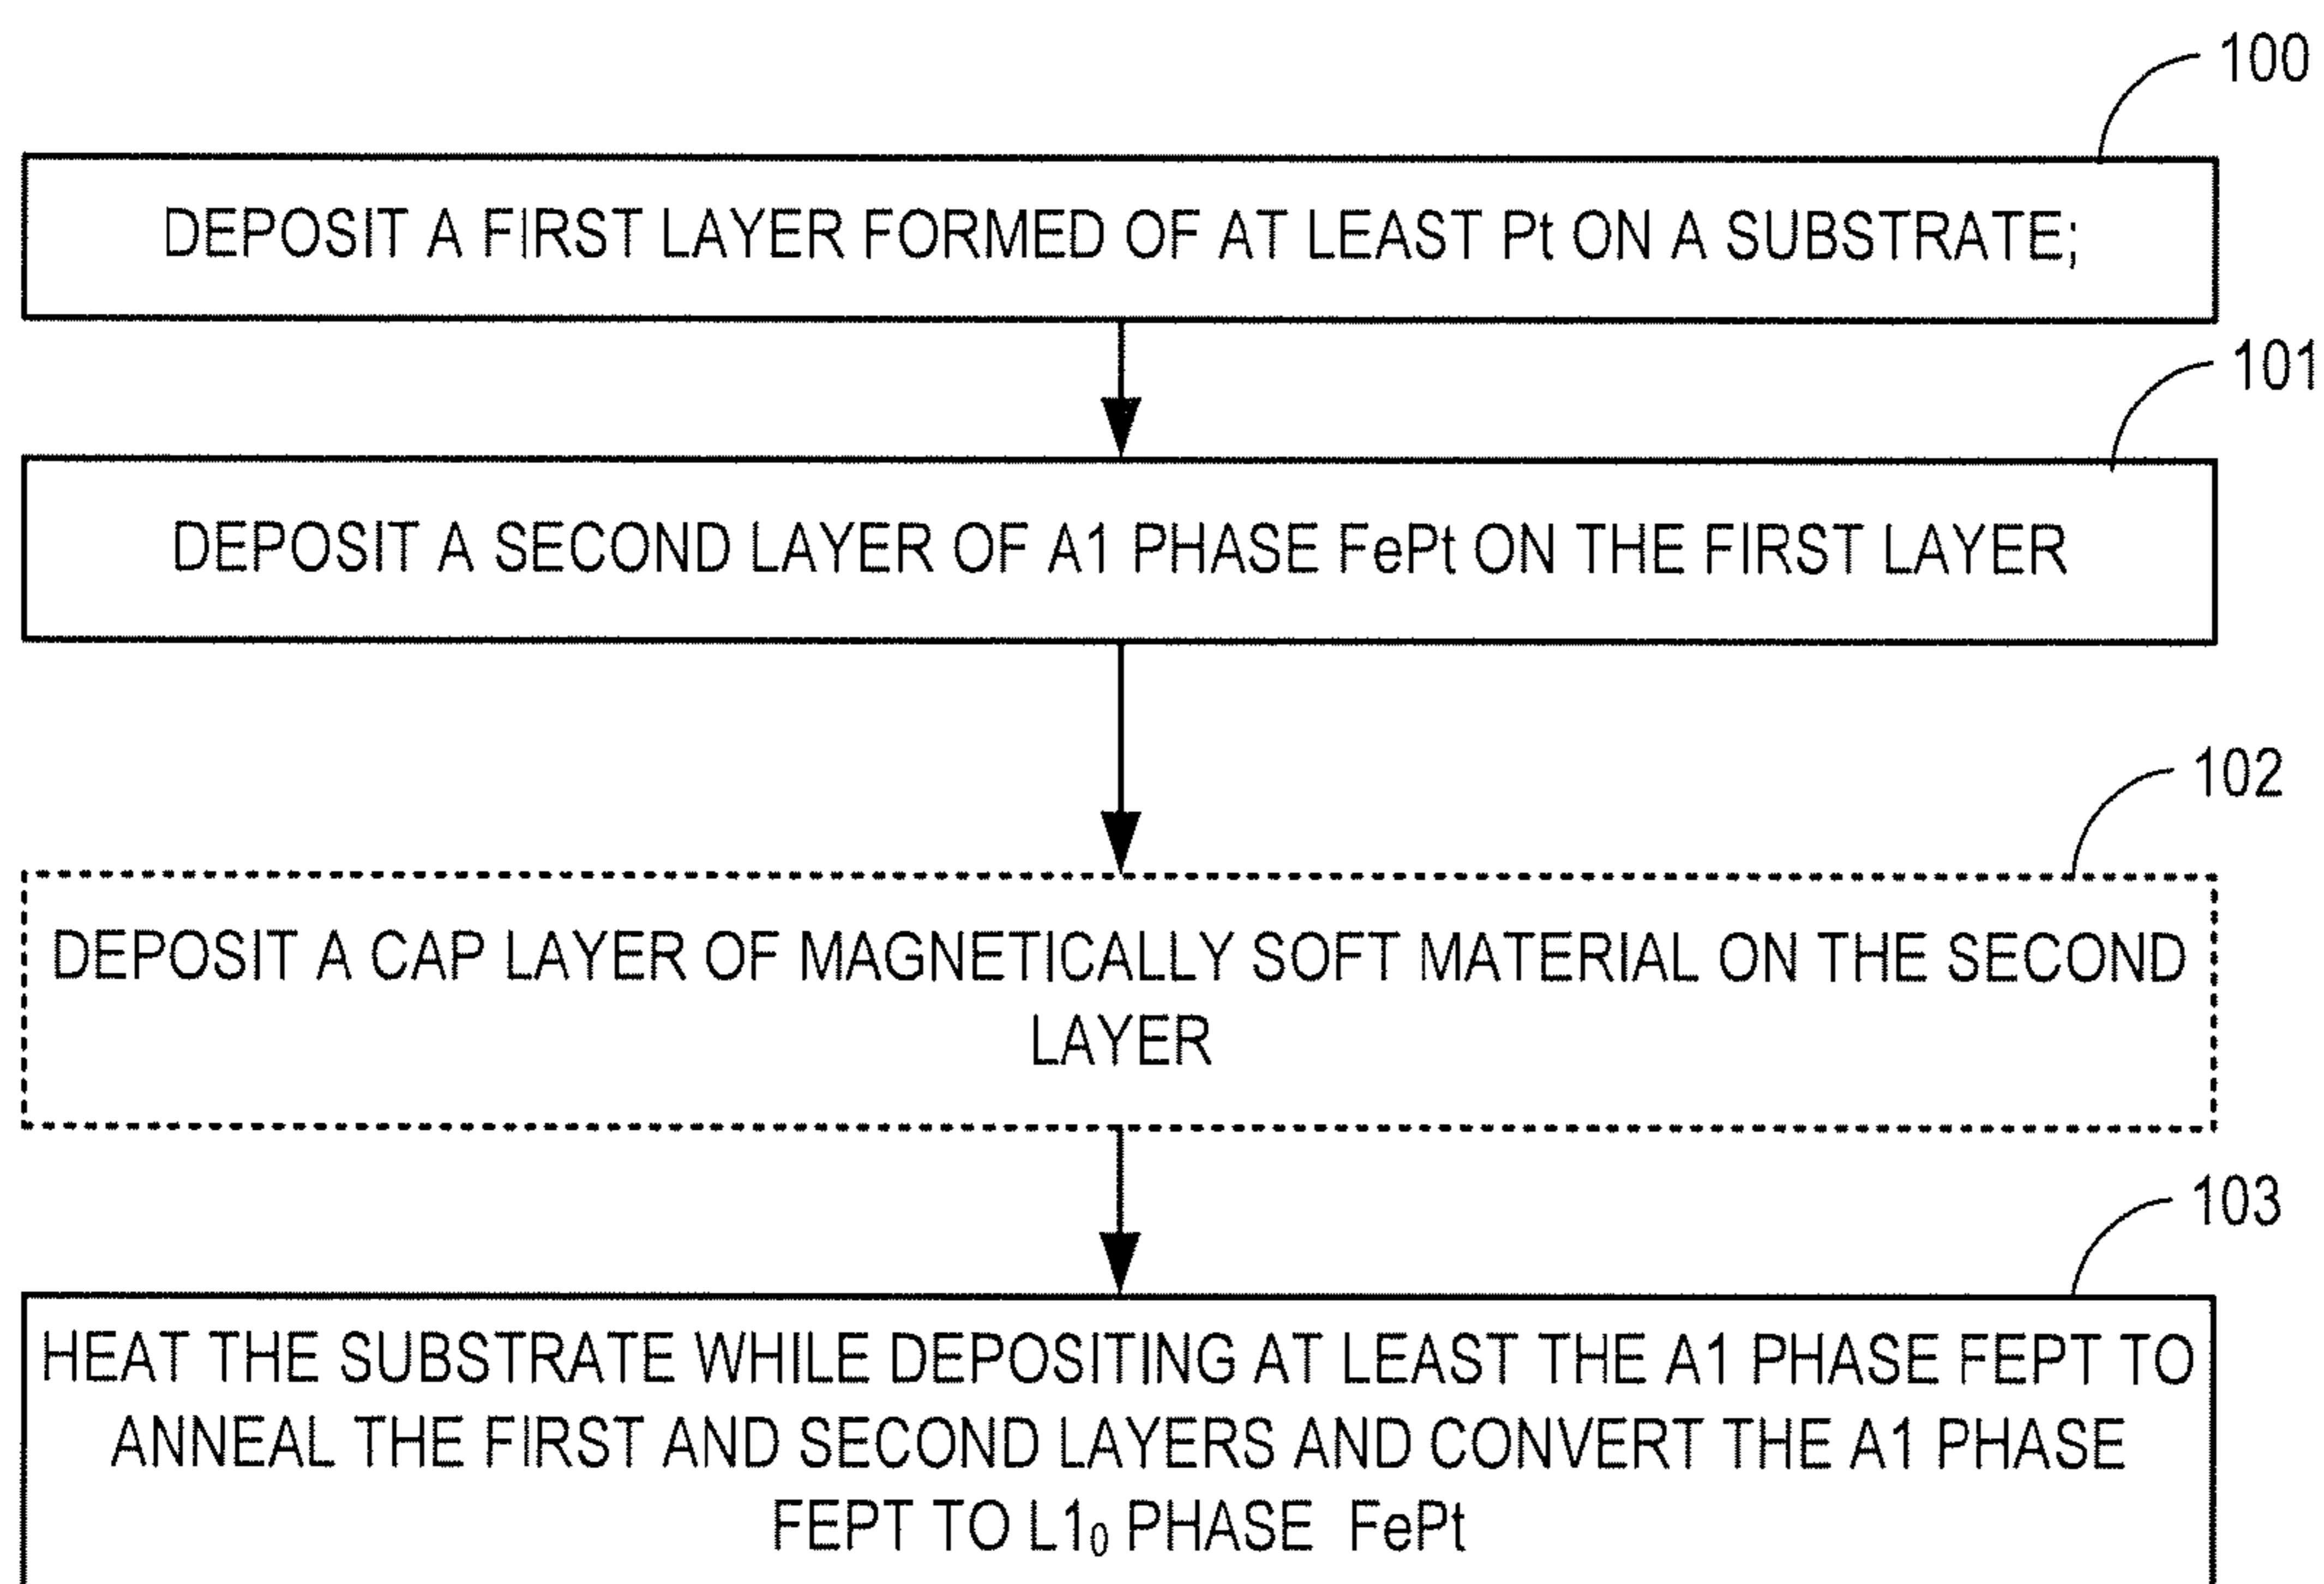 100
DEPOSIT A FIRST LAYER FORMED OF AT LEAST Pt ON A SUBSTRATE;
101
DEPOSIT A SECOND LAYER OF A1 PHASE FePt ON THE FIRST LAYER
102
DEPOSIT A CAP LAYER OF MAGNETICALLY SOFT MATERIAL ON THE SECOND
LAYER
103
HEAT THE SUBSTRATE WHILE DEPOSITING AT LEAST THE A1 PHASE FEPT TO
ANNEAL THE FIRST AND SECOND LAYERS AND CONVERT THE A1 PHASE
FEPT TO L1₀ PHASE FePt